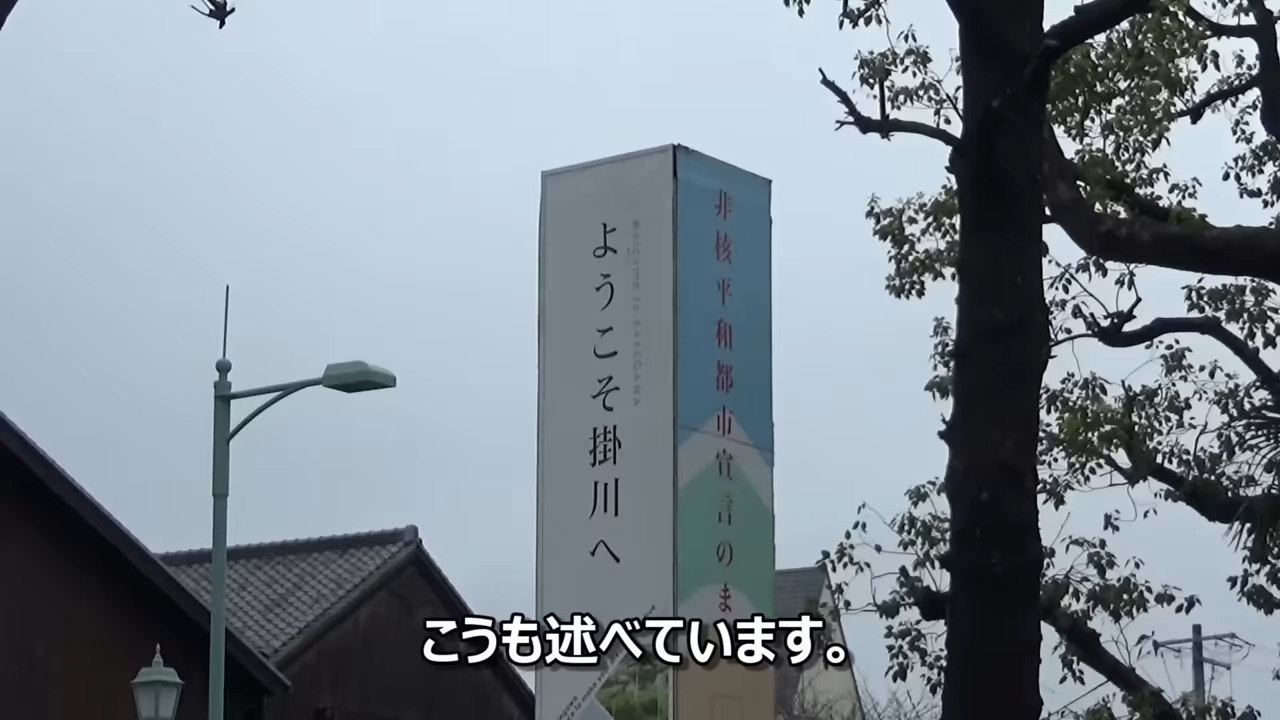 ようこそ掛川へ
非核平和都市宣言のま
こうも述べています。